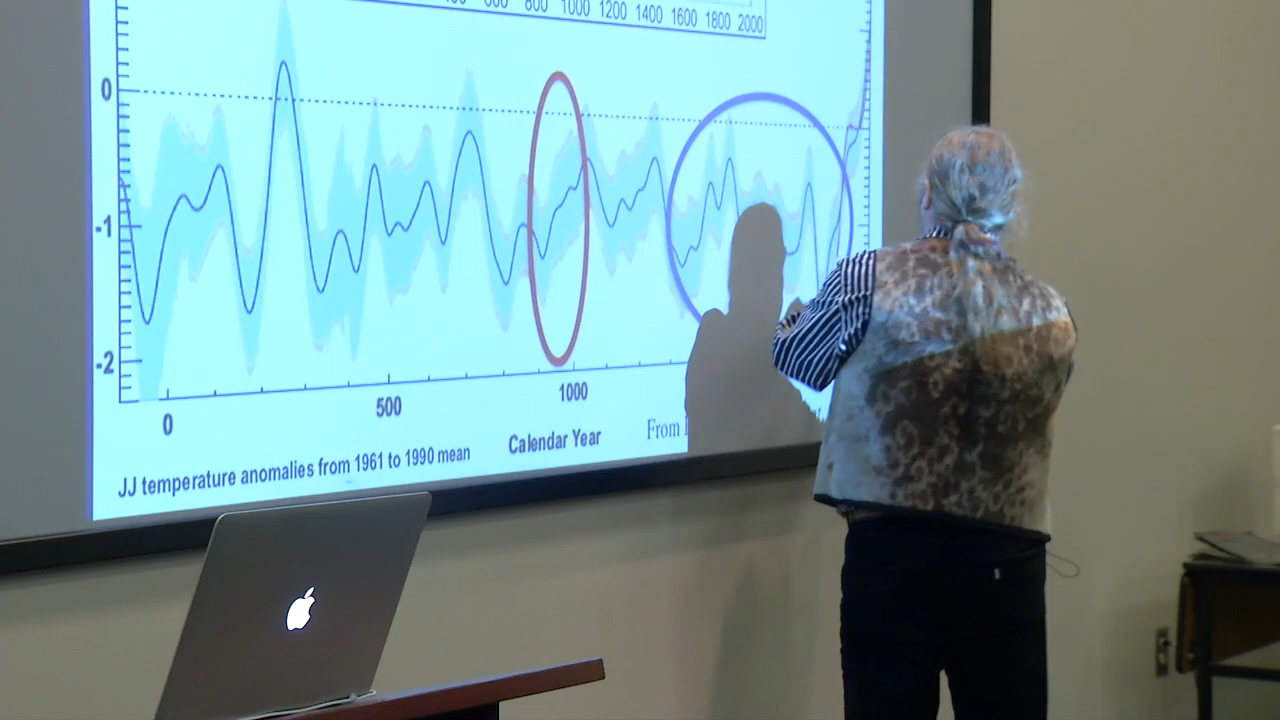 800 1000 1200 1400 1600 1800 2000
0
-1
-2
0 500 1000
Calendar Year
From
JJ temperature anomalies from 1961 to 1990 mean